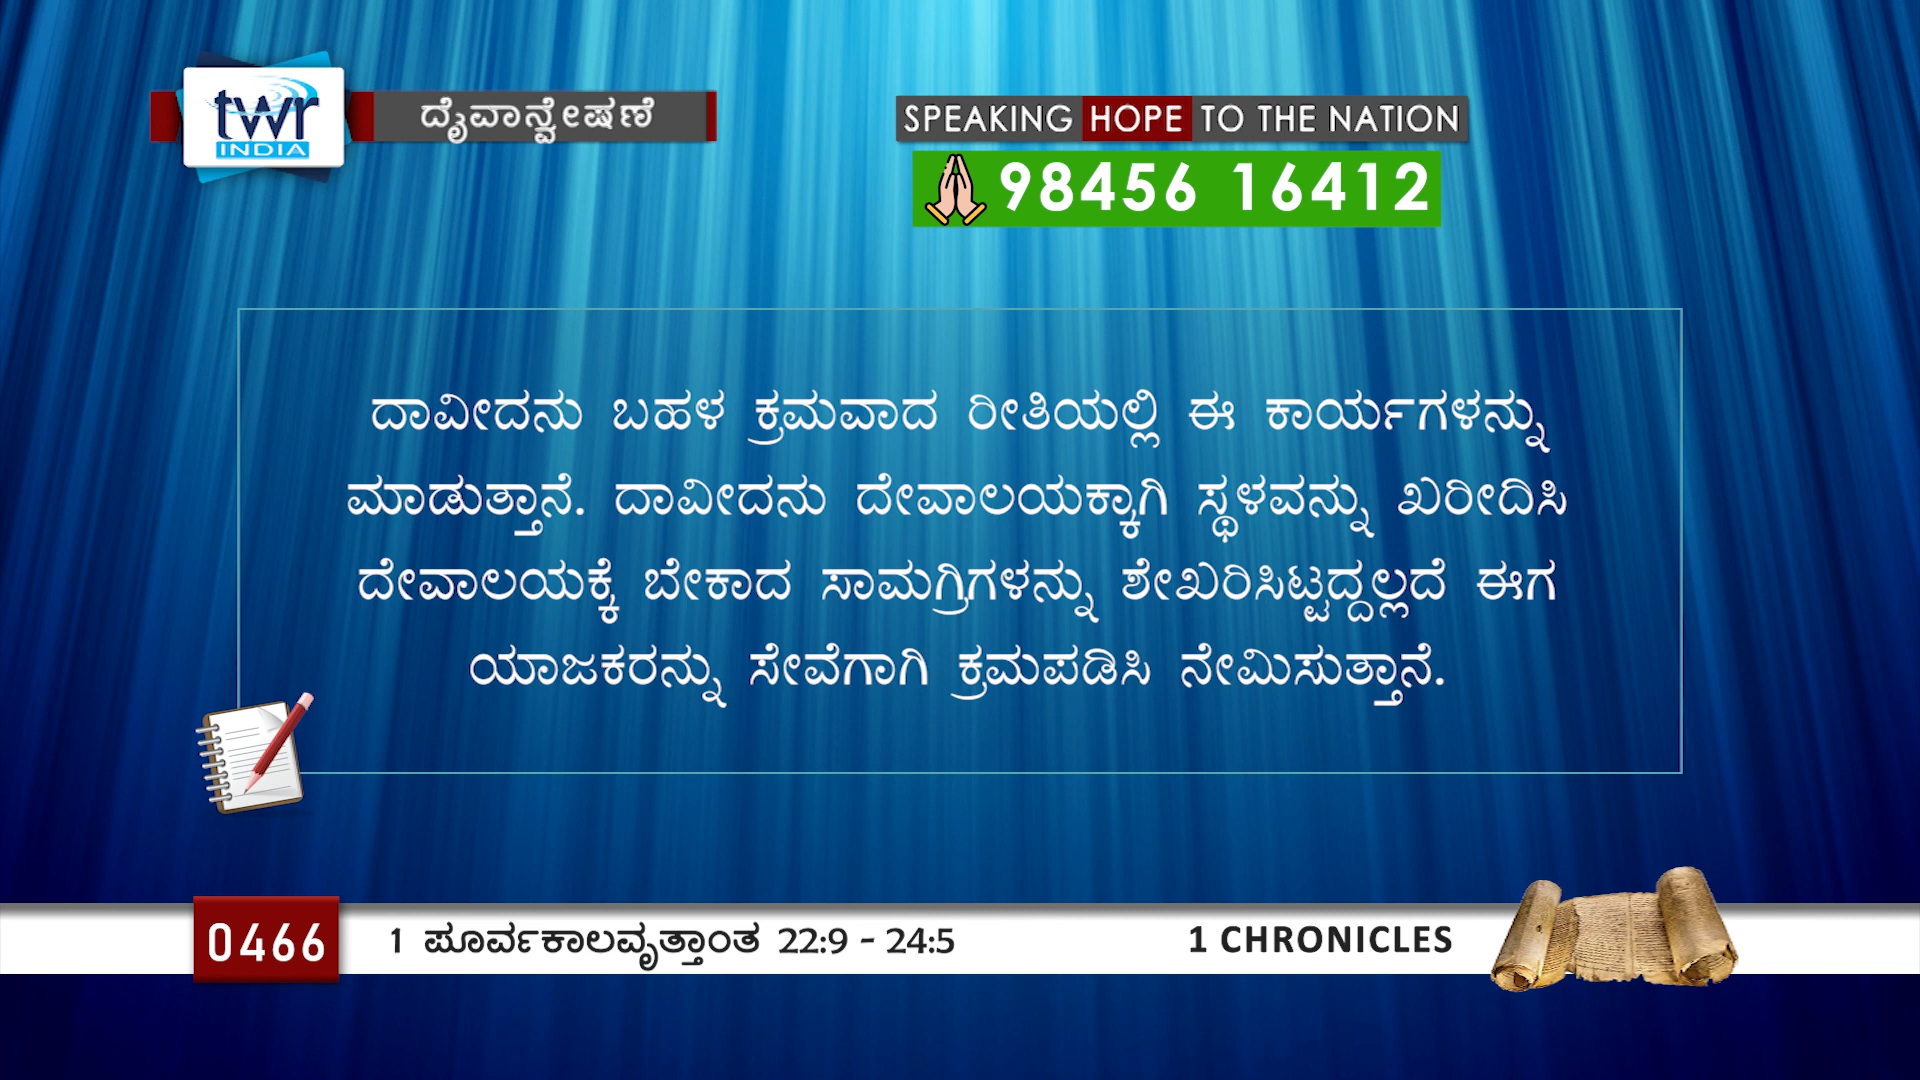 twr
INDIA
ದೈವಾನ್ವೇಷಣೆ
SPEAKING HOPE TO THE NATION
98456 16412
ದಾವೀದನು ಬಹಳ ಕ್ರಮವಾದ ರೀತಿಯಲ್ಲಿ ಈ ಕಾರ್ಯಗಳನ್ನು
ಮಾಡುತ್ತಾನೆ. ದಾವೀದನು ದೇವಾಲಯಕ್ಕಾಗಿ ಸ್ಥಳವನ್ನು ಖರೀದಿಸಿ
ದೇವಾಲಯಕ್ಕೆ ಬೇಕಾದ ಸಾಮಗ್ರಿಗಳನ್ನು ಶೇಖರಿಸಿಟ್ಟದ್ದಲ್ಲದೆ ಈಗ
ಯಾಜಕರನ್ನು ಸೇವೆಗಾಗಿ ಕ್ರಮಪಡಿಸಿ ನೇಮಿಸುತ್ತಾನೆ.
0466
1 ಪೂರ್ವಕಾಲವೃತ್ತಾಂತ 22:9 - 24:5
1 CHRONICLES